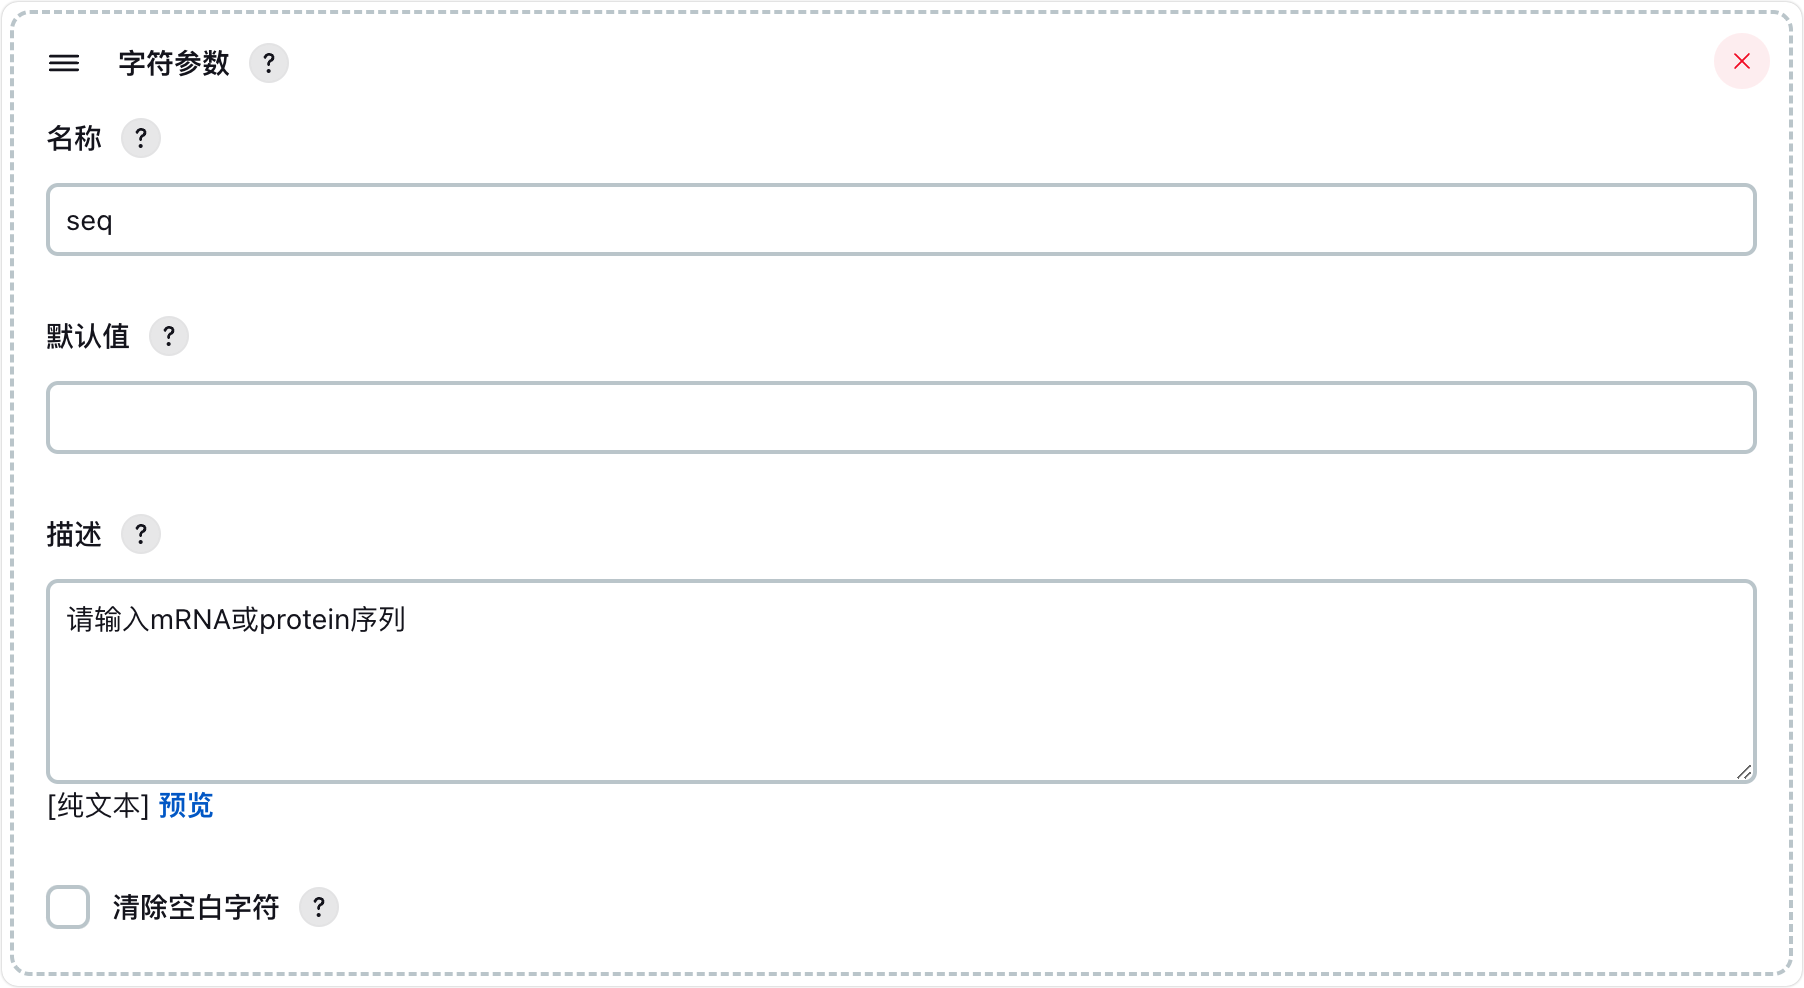 字符参数 ?
名称 ?
seq
默认值 ?
描述 ?
请输入mRNA或protein序列
[纯文本] 预览
清除空白字符 ?